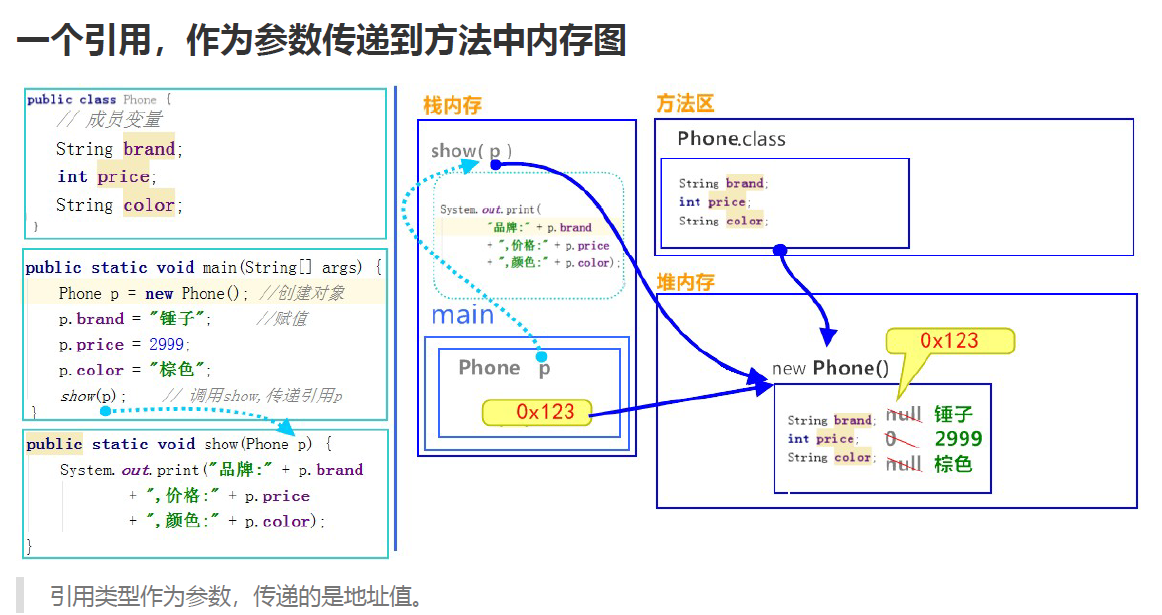 一个引用，作为参数传递到方法中内存图
public class Phone {
// 成员变量
String brand;
int price;
String color;
}
public static void main(String[] args) {
Phone p = new Phone(); //创建对象
p.brand = "锤子"; //赋值
p.price = 2999;
p.color = "棕色";
show(p); // 调用show,传递引用p
}
public static void show(Phone p) {
System.out.print("品牌:" + p.brand
+ ",价格:" + p.price
+ ",颜色:" + p.color);
}
栈内存
show( p )
System.out.print(
"品牌:" + p.brand
+ ",价格:" + p.price
+ ",颜色:" + p.color);
main
Phone p
0x123
方法区
Phone.class
String brand;
int price;
String color;
堆内存
0x123
new Phone()
String brand; null 锤子
int price; 0 2999
String color; null 棕色
引用类型作为参数，传递的是地址值。